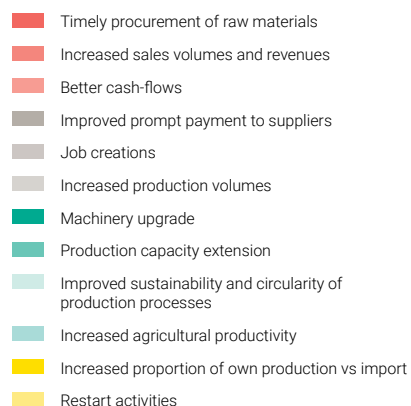 Timely procurement of raw materials
Increased sales volumes and revenues
Better cash-flows
Improved prompt payment to suppliers
Job creations
Increased production volumes
Machinery upgrade
Production capacity extension
Improved sustainability and circularity of
production processes
Increased agricultural productivity
Increased proportion of own production vs import
Restart activities